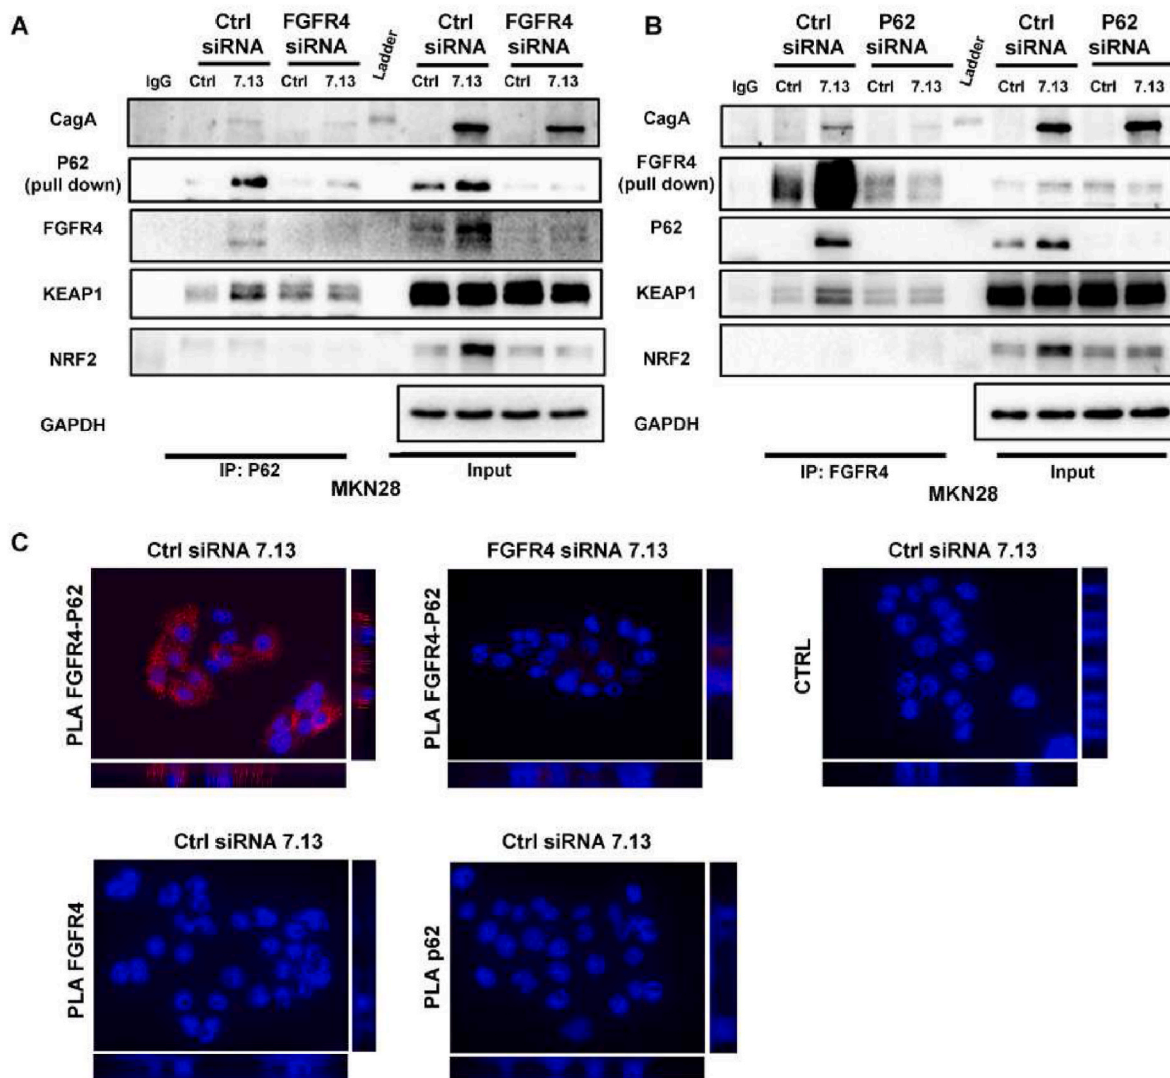 A
Ctrl siRNA
FGFR4 siRNA
Ladder
Ctrl siRNA
FGFR4 siRNA
IgG Ctrl 7.13 Ctrl 7.13 Ctrl 7.13 Ctrl 7.13
CagA
P62
(pull down)
FGFR4
KEAP1
NRF2
GAPDH
IP: P62
Input
MKN28
B
Ctrl siRNA
P62 siRNA
Ladder
Ctrl siRNA
P62 siRNA
IgG Ctrl 7.13 Ctrl 7.13 Ctrl 7.13 Ctrl 7.13
CagA
FGFR4
(pull down)
P62
KEAP1
NRF2
GAPDH
IP: FGFR4
Input
MKN28
C
Ctrl siRNA 7.13
PLA FGFR4-P62
FGFR4 siRNA 7.13
PLA FGFR4-P62
Ctrl siRNA 7.13
CTRL
Ctrl siRNA 7.13
PLA FGFR4
Ctrl siRNA 7.13
PLA p62